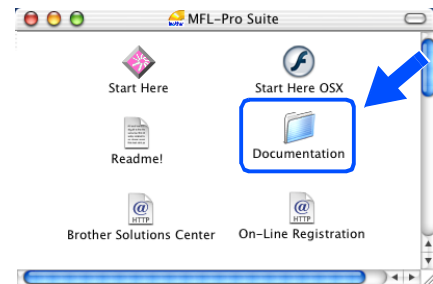 MFL-Pro Suite
Start Here
Start Here OSX
Readme!
Documentation
@
HTTP
@
HTTP
Brother Solutions Center
On-Line Registration